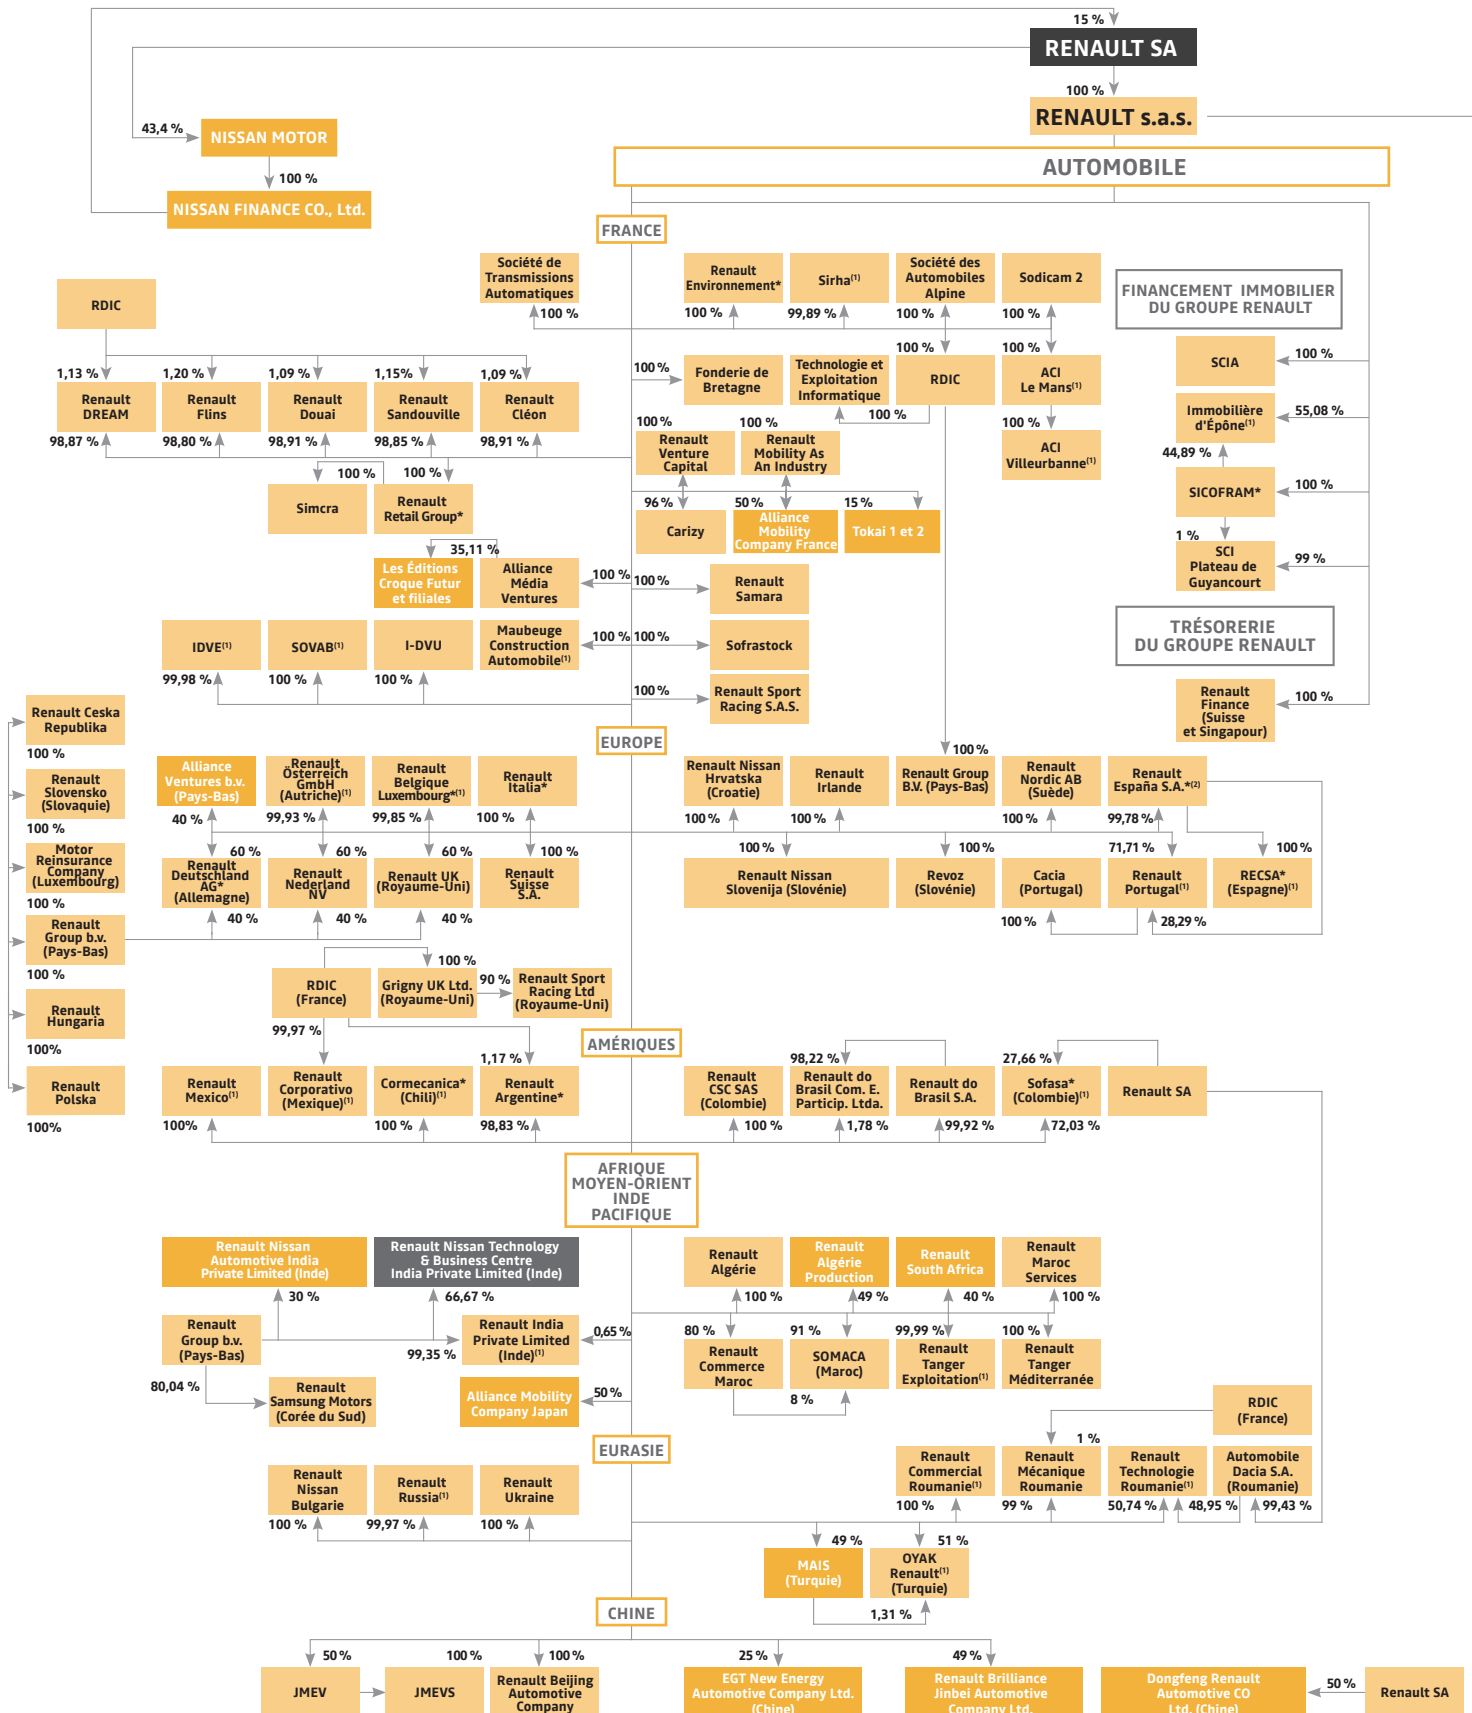 15 %
RENAULT SA
100 %
RENAULT s.a.s.
43,4 %
NISSAN MOTOR
100 %
NISSAN FINANCE CO., Ltd.
AUTOMOBILE
FRANCE
Société de
Transmissions
Automatiques
100 %
Renault
Environnement*
100 %
Sirha(1)
99,89 %
Société des
Automobiles
Alpine
100 %
Sodicam 2
100 %
FINANCEMENT IMMOBILIER
DU GROUPE RENAULT
RDIC
1,13 %
1,20 %
1,09 %
1,15%
1,09 %
Renault
DREAM
Renault
Flins
Renault
Douai
Renault
Sandouville
Renault
Cléon
98,87 %
98,80 %
98,91 %
98,85 %
98,91 %
100 %
Fonderie de
Bretagne
Technologie et
Exploitation
Informatique
100 %
RDIC
100 %
100 %
ACI
Le Mans(1)
100 %
ACI
Villeurbanne(1)
SCIA
100 %
Immobilière
d'Épône(1)
55,08 %
44,89 %
SICOFRAM*
100 %
1 %
SCI
Plateau de
Guyancourt
99 %
100 %
Simcra
100 %
Renault
Retail Group*
100 %
Renault
Venture
Capital
100 %
Renault
Mobility As
An Industry
96 %
Carizy
50 %
Alliance
Mobility
Company France
15 %
Tokai 1 et 2
35,11 %
Les Éditions
Croque Futur
et filiales
Alliance
Média
Ventures
100 %
100 %
Renault
Samara
IDVE(1)
99,98 %
SOVAB(1)
100 %
I-DVU
100 %
Maubeuge
Construction
Automobile(1)
100 %
100 %
Sofrastock
100 %
Renault Sport
Racing S.A.S.
TRÉSORERIE
DU GROUPE RENAULT
Renault
Finance
(Suisse
et Singapour)
100 %
EUROPE
Renault Ceska
Republika
100 %
Renault
Slovensko
(Slovaquie)
100 %
Motor
Reinsurance
Company
(Luxembourg)
100 %
Renault
Group b.v.
(Pays-Bas)
100 %
Renault
Hungaria
100%
Renault
Polska
100%
Alliance
Ventures b.v.
(Pays-Bas)
40 %
Renault
Österreich
GmbH
(Autriche)(1)
99,93 %
Renault
Belgique
Luxembourg*(1)
99,85 %
Renault
Italia*
100 %
60 %
Renault
Deutschland
AG*
(Allemagne)
40 %
60 %
Renault
Nederland
NV
40 %
60 %
Renault UK
(Royaume-Uni)
40 %
100 %
Renault
Suisse
S.A.
Renault Nissan
Hrvatska
(Croatie)
100 %
Renault
Irlande
100 %
100 %
Renault Group
B.V. (Pays-Bas)
Renault
Nordic AB
(Suède)
100 %
Renault
España S.A.*(2)
99,78 %
100 %
Renault Nissan
Slovenija (Slovénie)
100 %
Revoz
(Slovénie)
Cacia
(Portugal)
100 %
71,71 %
Renault
Portugal(1)
28,29 %
100 %
RECSA*
(Espagne)(1)
RDIC
(France)
100 %
Grigny UK Ltd.
(Royaume-Uni)
90 %
Renault Sport
Racing Ltd
(Royaume-Uni)
99,97 %
1,17 %
AMÉRIQUES
Renault
Mexico(1)
100%
Renault
Corporativo
(Mexique)(1)
Cormecanica*
(Chili)(1)
100 %
Renault
Argentine*
98,83 %
Renault
CSC SAS
(Colombie)
100 %
98,22 %
Renault do
Brasil Com. E.
Particip. Ltda.
1,78 %
Renault do
Brasil S.A.
99,92 %
27,66 %
Sofasa*
(Colombie)(1)
72,03 %
Renault SA
AFRIQUE
MOYEN-ORIENT
INDE
PACIFIQUE
Renault Nissan
Automotive India
Private Limited (Inde)
30 %
Renault Nissan Technology
& Business Centre
India Private Limited (Inde)
66,67 %
Renault
Group b.v.
(Pays-Bas)
99,35 %
Renault India
Private Limited
(Inde)(1)
0,65 %
80,04 %
Renault
Samsung Motors
(Corée du Sud)
Alliance Mobility
Company Japan
50 %
Renault
Algérie
100 %
Renault
Algérie
Production
49 %
Renault
South Africa
40 %
Renault
Maroc
Services
100 %
80 %
Renault
Commerce
Maroc
91 %
SOMACA
(Maroc)
8 %
99,99 %
Renault
Tanger
Exploitation(1)
100 %
Renault
Tanger
Méditerranée
RDIC
(France)
1 %
EURASIE
Renault
Nissan
Bulgarie
100 %
Renault
Russia(1)
99,97 %
Renault
Ukraine
100 %
Renault
Commercial
Roumanie(1)
100 %
Renault
Mécanique
Roumanie
99 %
Renault
Technologie
Roumanie(1)
50,74 %
48,95 %
Automobile
Dacia S.A.
(Roumanie)
99,43 %
49 %
MAIS
(Turquie)
51 %
OYAK
Renault(1)
(Turquie)
1,31 %
CHINE
50 %
JMEV
100 %
JMEVS
100 %
Renault Beijing
Automotive
Company
25 %
EGT New Energy
Automotive Company Ltd.
(Chine)
49 %
Renault Brilliance
Jinbei Automotive
Company Ltd.
Dongfeng Renault
Automotive CO
Ltd. (Chine)
50 %
Renault SA